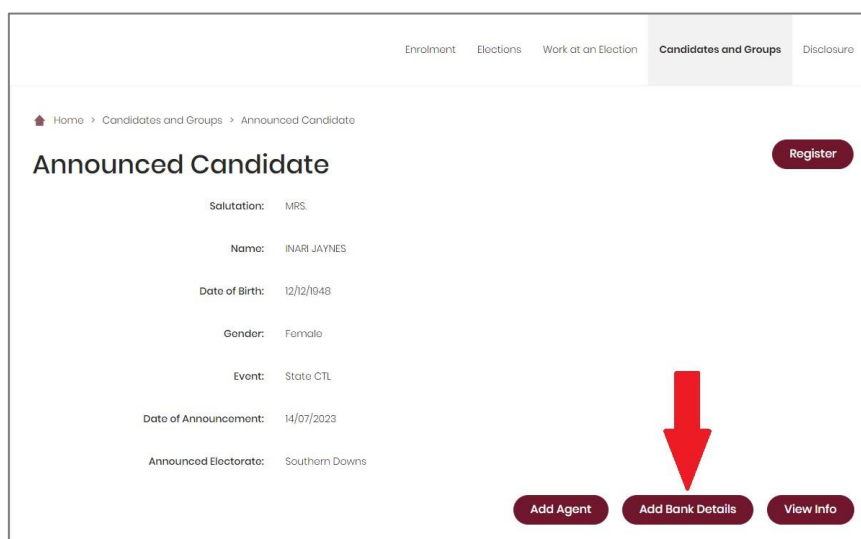 Enrolment Elections Work at an Election Candidates and Groups Disclosure
Home > Candidates and Groups > Announced Candidate
Announced Candidate
Register
Salutation: MRS.
Name: INARI JAYNES
Date of Birth: 12/12/1948
Gender: Female
Event: State CTL
Date of Announcement: 14/07/2023
Announced Electorate: Southern Downs
Add Agent Add Bank Details View Info